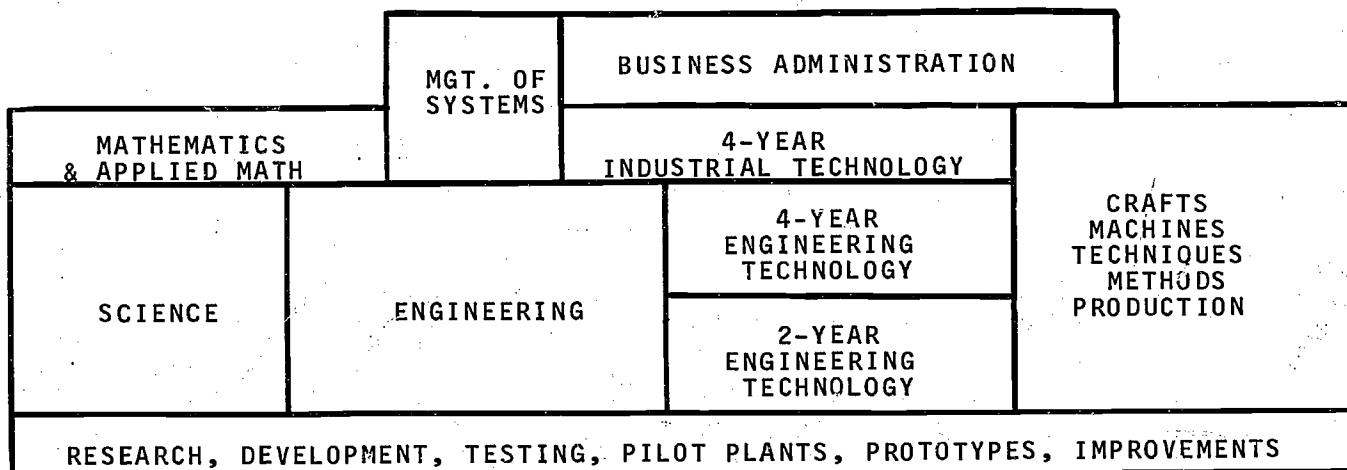 MGT. OF
SYSTEMS
BUSINESS ADMINISTRATION
MATHEMATICS
& APPLIED MATH
4-YEAR
INDUSTRIAL TECHNOLOGY
SCIENCE
ENGINEERING
4-YEAR
ENGINEERING
TECHNOLOGY
2-YEAR
ENGINEERING
TECHNOLOGY
CRAFTS
MACHINES
TECHNIQUES
METHODS
PRODUCTION
RESEARCH, DEVELOPMENT, TESTING, PILOT PLANTS, PROTOTYPES, IMPROVEMENTS